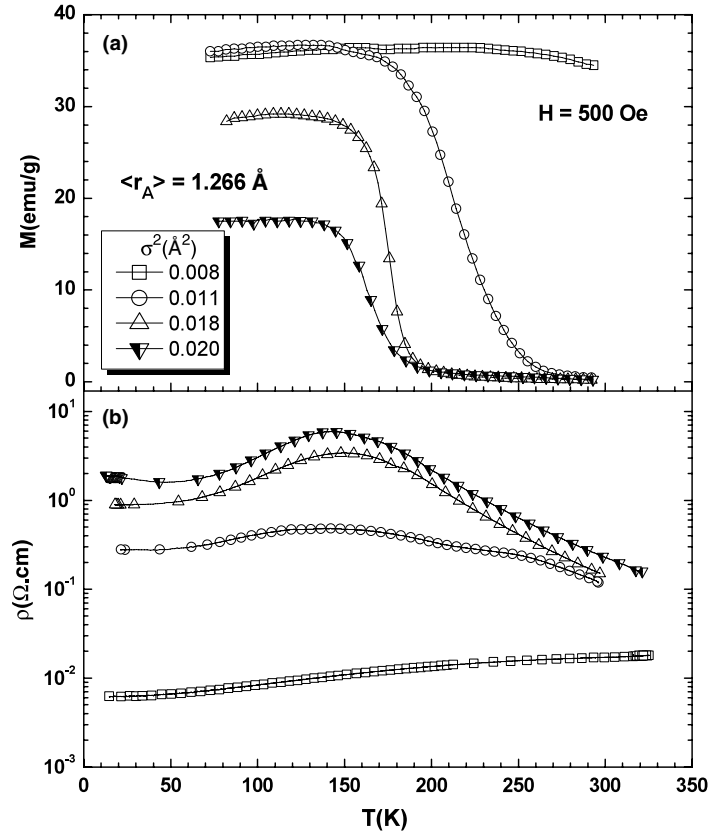 40
(a)
30
H = 500 Oe
<r_A> = 1.266 Å
M(emu/g)
20
σ²(Å²)
0.008
0.011
0.018
0.020
10
0
(b)
10¹
10⁰
ρ(Ω.cm)
10⁻¹
10⁻²
10⁻³
0 50 100 150 200 250 300 350
T(K)